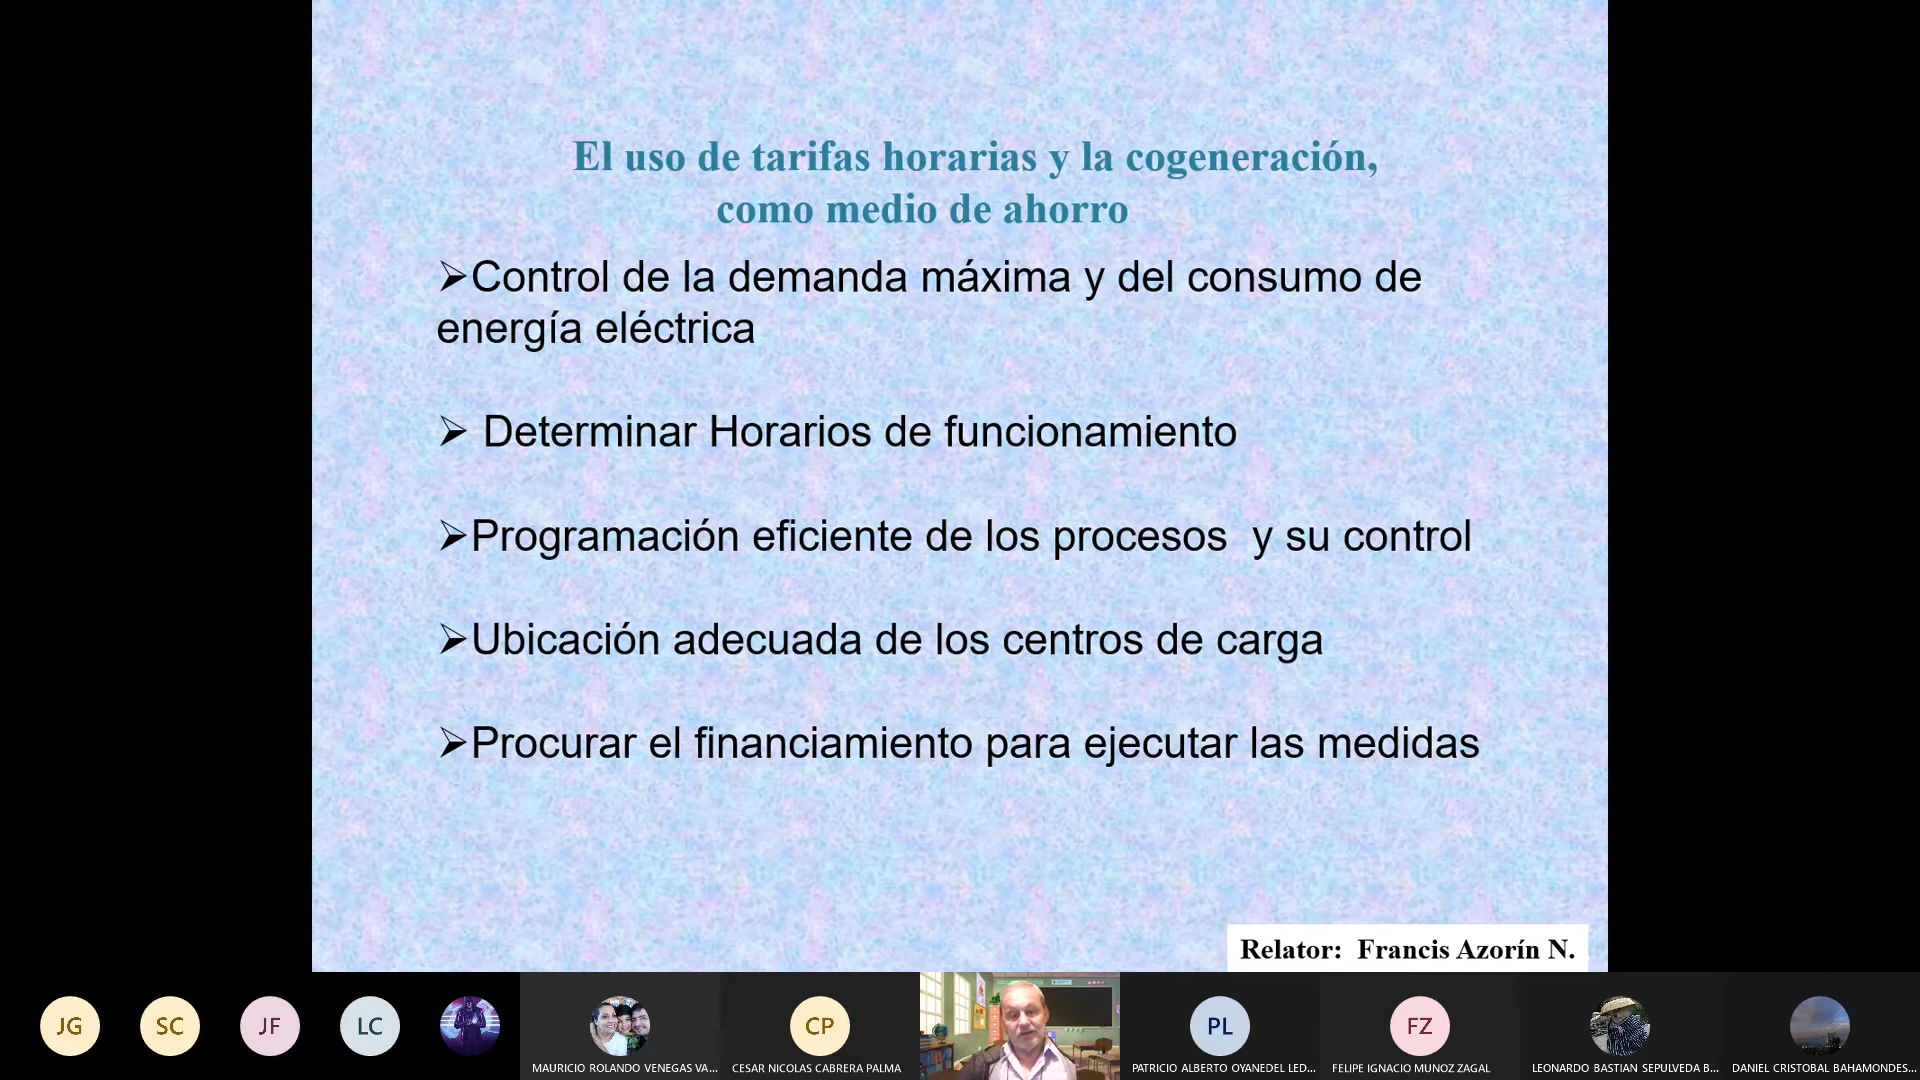 El uso de tarifas horarias y la cogeneración,
como medio de ahorro
➢Control de la demanda máxima y del consumo de
energía eléctrica
➢ Determinar Horarios de funcionamiento
➢Programación eficiente de los procesos  y su control
➢Ubicación adecuada de los centros de carga
➢Procurar el financiamiento para ejecutar las medidas
Relator:  Francis Azorín N.
JG
SC
JF
LC
CP
PL
FZ
MAURICIO ROLANDO VENEGAS VA...
CESAR NICOLAS CABRERA PALMA
PATRICIO ALBERTO OYANEDEL LED...
FELIPE IGNACIO MUNOZ ZAGAL
LEONARDO BASTIAN SEPULVEDA B...
DANIEL CRISTOBAL BAHAMONDES...